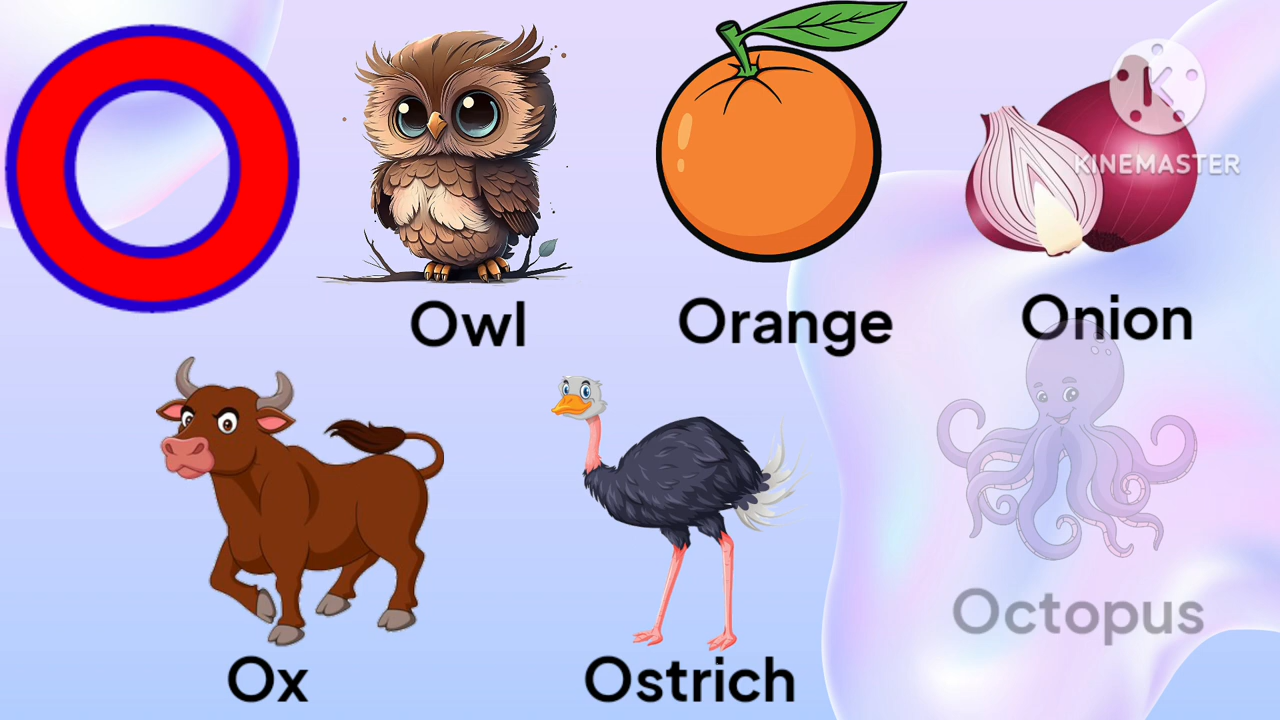 O
Owl
Orange
Onion
K
KINEMASTER
Ox
Ostrich
Octopus